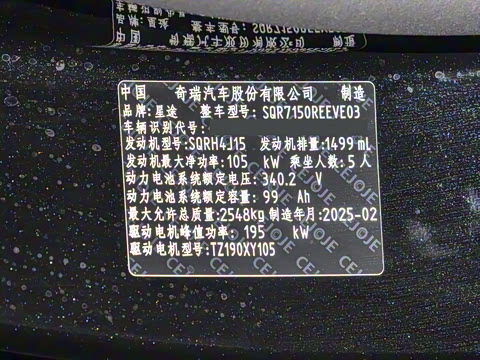 中国 奇瑞汽车股份有限公司 制造
品牌:星途 整车型号:SQR7150REEVE03
车辆识别代号:
发动机型号:SQRH4J15 发动机排量:1499 mL
发动机最大净功率:105 kW 乘坐人数:5 人
动力电池系统额定电压:340.2 V
动力电池系统额定容量:99 Ah
最大允许总质量:2548kg 制造年月:2025-02
驱动电机峰值功率:195 kW
驱动电机型号:TZ190XY105